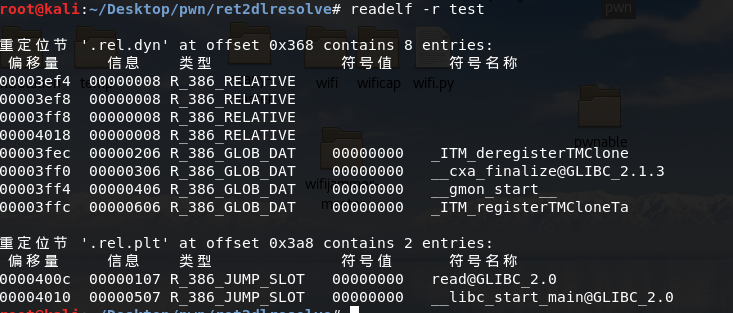 root@kali:~/Desktop/pwn/ret2dlresolve# readelf -r test
重定位节 '.rel.dyn' at offset 0x368 contains 8 entries:
偏移量 信息 类型 符号值 符号名称
00003ef4 00000008 R_386_RELATIVE
00003ef8 00000008 R_386_RELATIVE
00003ff8 00000008 R_386_RELATIVE
00004018 00000008 R_386_RELATIVE
00003fec 00000206 R_386_GLOB_DAT 00000000 _ITM_deregisterTMClone
00003ff0 00000306 R_386_GLOB_DAT 00000000 __cxa_finalize@GLIBC_2.1.3
00003ff4 00000406 R_386_GLOB_DAT 00000000 __gmon_start__
00003ffc 00000606 R_386_GLOB_DAT 00000000 _ITM_registerTMCloneTa
重定位节 '.rel.plt' at offset 0x3a8 contains 2 entries:
偏移量 信息 类型 符号值 符号名称
0000400c 00000107 R_386_JUMP_SLOT 00000000 read@GLIBC_2.0
00004010 00000507 R_386_JUMP_SLOT 00000000 __libc_start_main@GLIBC_2.0
root@kali:~/Desktop/pwn/ret2dlresolve#
pwn
wifi
wificap
wifi.py
pwnable